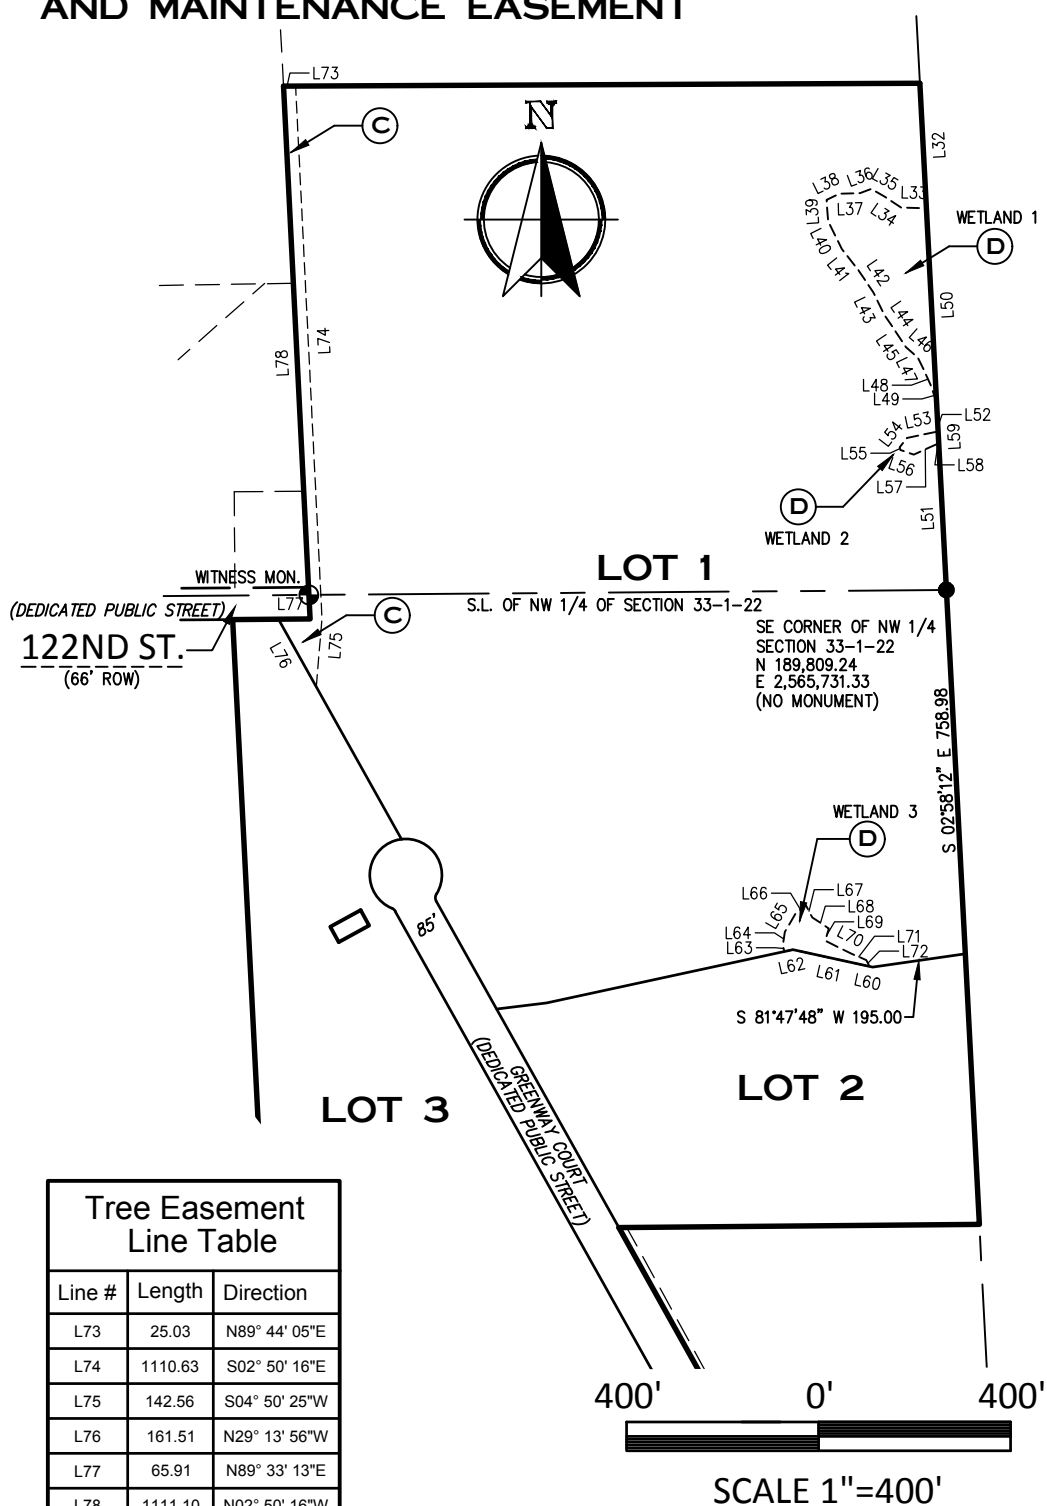 AND MAINTENANCE EASEMENT
L73
C
N
L32
L38
L36
L35
L33
L39
L37
L34
WETLAND 1
D
L40
L41
L42
L50
L43
L44
L74
L78
L45
L46
L47
L48
L49
L52
L54
L53
L59
L55
L56
L58
L57
D
L51
WETLAND 2
LOT 1
WITNESS MON.
L77
(DEDICATED PUBLIC STREET)
S.L. OF NW 1/4 OF SECTION 33-1-22
C
122ND ST.
(66' ROW)
L76
L75
SE CORNER OF NW 1/4
SECTION 33-1-22
N 189,809.24
E 2,565,731.33
(NO MONUMENT)
S 02°58'12" E 758.98
WETLAND 3
D
L66
L67
L65
L68
L69
L64
L70
L71
L63
L72
L62
L61
L60
85'
S 81°47'48" W 195.00
GREENWAY COURT
(DEDICATED PUBLIC STREET)
LOT 2
LOT 3
Tree Easement
Line Table
Line # Length Direction
L73 25.03 N89° 44' 05"E
L74 1110.63 S02° 50' 16"E
L75 142.56 S04° 50' 25"W
L76 161.51 N29° 13' 56"W
L77 65.91 N89° 33' 13"E
L78 1111.10 N02° 50' 16"W
400' 0' 400'
SCALE 1"=400'